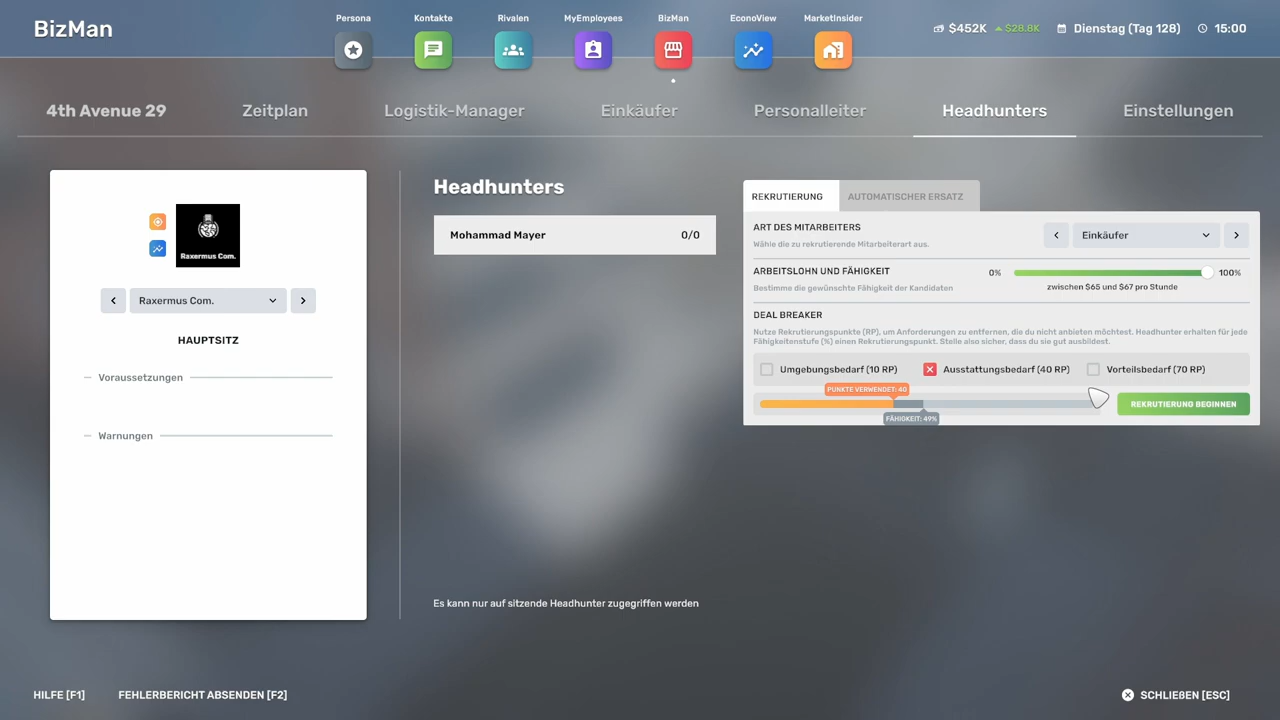 BizMan
Persona
Kontakte
Rivalen
MyEmployees
BizMan
EconoView
MarketInsider
$452K
$28.8K
Dienstag (Tag 128)
15:00
4th Avenue 29
Zeitplan
Logistik-Manager
Einkäufer
Personalleiter
Headhunters
Einstellungen
Raxermus Com.
Raxermus Com.
HAUPTSITZ
Voraussetzungen
Warnungen
Headhunters
Mohammad Mayer
0/0
Es kann nur auf sitzende Headhunter zugegriffen werden
REKRUTIERUNG
AUTOMATISCHER ERSATZ
ART DES MITARBEITERS
Wähle die zu rekrutierende Mitarbeiterart aus.
Einkäufer
ARBEITSLOHN UND FÄHIGKEIT
Bestimme die gewünschte Fähigkeit der Kandidaten
0%
100%
zwischen $65 und $67 pro Stunde
DEAL BREAKER
Nutze Rekrutierungspunkte (RP), um Anforderungen zu entfernen, die du nicht anbieten möchtest. Headhunter erhalten für jede
Fähigkeitenstufe (%) einen Rekrutierungspunkt. Stelle also sicher, dass du sie gut ausbildest.
Umgebungsbedarf (10 RP)
Ausstattungsbedarf (40 RP)
Vorteilsbedarf (70 RP)
PUNKTE VERWENDET: 40
FÄHIGKEIT: 49%
REKRUTIERUNG BEGINNEN
HILFE [F1]
FEHLERBERICHT ABSENDEN [F2]
SCHLIEẞEN [ESC]